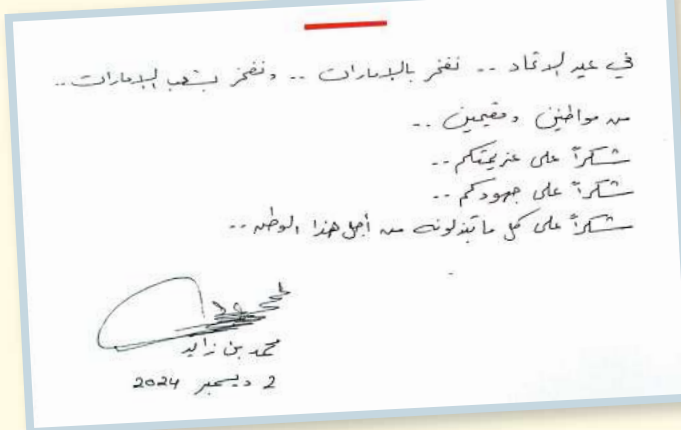 في عيد الاتحاد .. نفخر بالإمارات .. ونفخر بشعب الإمارات ..
من مواطنين ومقيمين ..
شكراً على عزيمتكم ..
شكراً على جهودكم ..
شكراً على كل ما تبذلونه من أجل هذا الوطن ..
محمد بن زايد
2 ديسمبر 2024